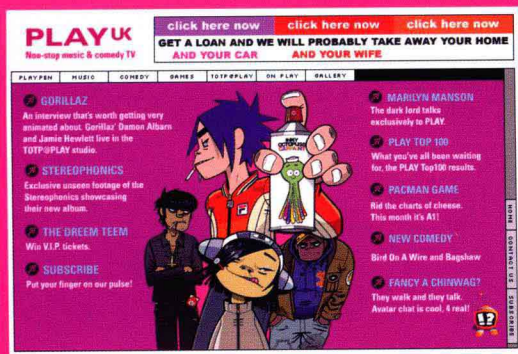 PLAY UK
Non-stop music & comedy TV
click here now
click here now
click here now
GET A LOAN AND WE WILL PROBABLY TAKE AWAY YOUR HOME
AND YOUR CAR
AND YOUR WIFE
PLAYPEN
MUSIC
COMEDY
GAMES
TOTP@PLAY
ON PLAY
GALLERY
GORILLAZ
An interview that's worth getting very
animated about. Gorillaz' Damon Albarn
and Jamie Hewlett live in the
TOTP@PLAY studio.
STEREOPHONICS
Exclusive unseen footage of the
Stereophonics showcasing
their new album.
THE DREEM TEEM
Win V.I.P. tickets.
SUBSCRIBE
Put your finger on our pulse!
MARILYN MANSON
The dark lord talks
exclusively to PLAY.
PLAY TOP 100
What you've all been waiting
for, the PLAY Top100 results.
PACMAN GAME
Rid the charts of cheese.
This month it's A1!
NEW COMEDY
Bird On A Wire and Bagshaw
FANCY A CHINWAG?
They walk and they talk.
Avatar chat is cool, 4 real!
HOME
CONTACT US
SUBSCRIBE
!?